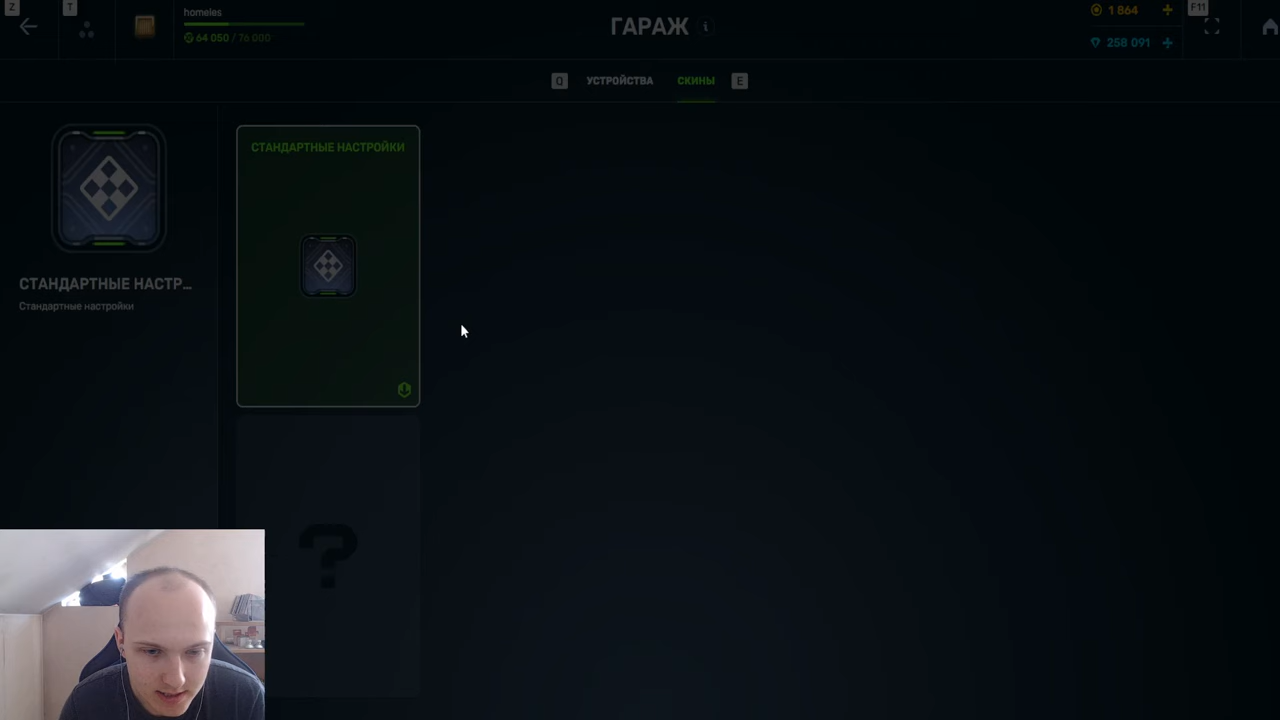 Z
T
homeles
64 050 / 76 000
ГАРАЖ i
1 864 +
258 091 +
F11
Q УСТРОЙСТВА СКИНЫ E
СТАНДАРТНЫЕ НАСТР...
Стандартные настройки
СТАНДАРТНЫЕ НАСТРОЙКИ
?